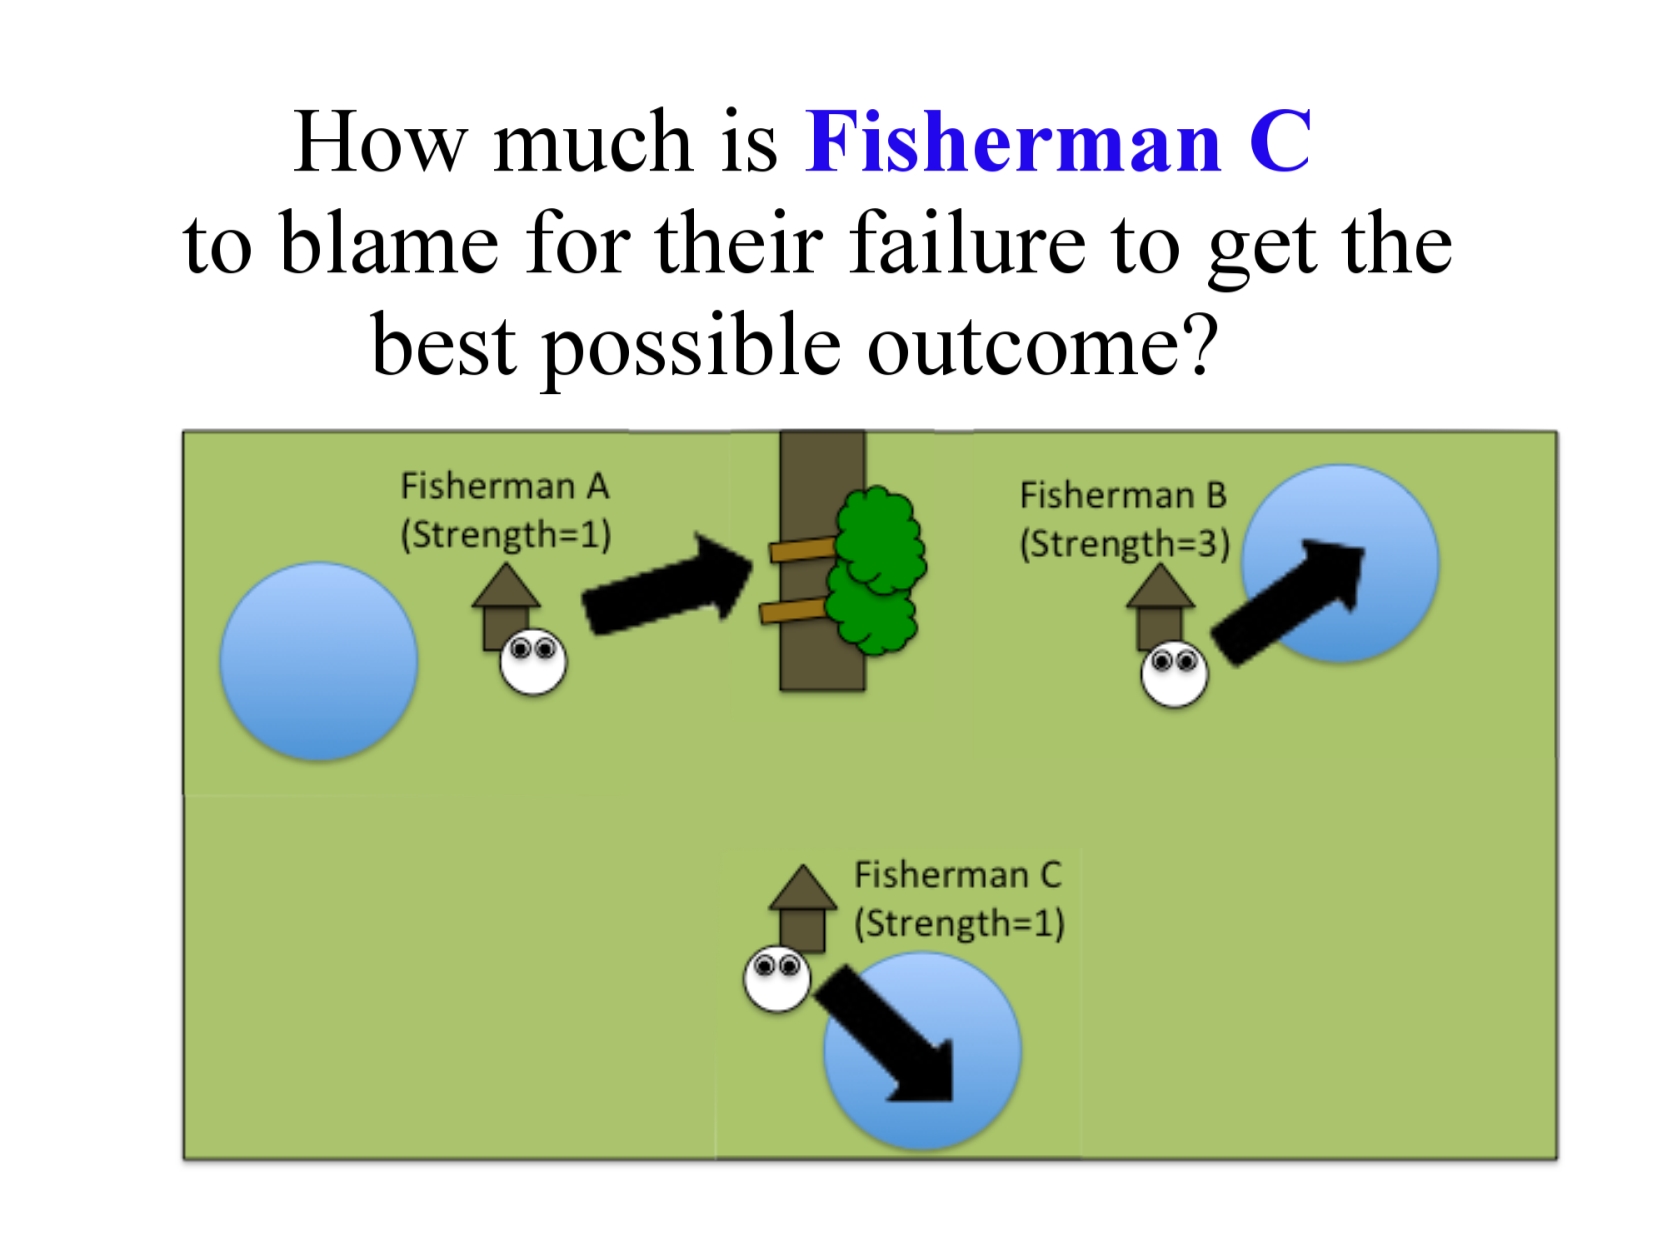 How much is Fisherman C
to blame for their failure to get the
best possible outcome?
Fisherman A
(Strength=1)
Fisherman B
(Strength=3)
Fisherman C
(Strength=1)